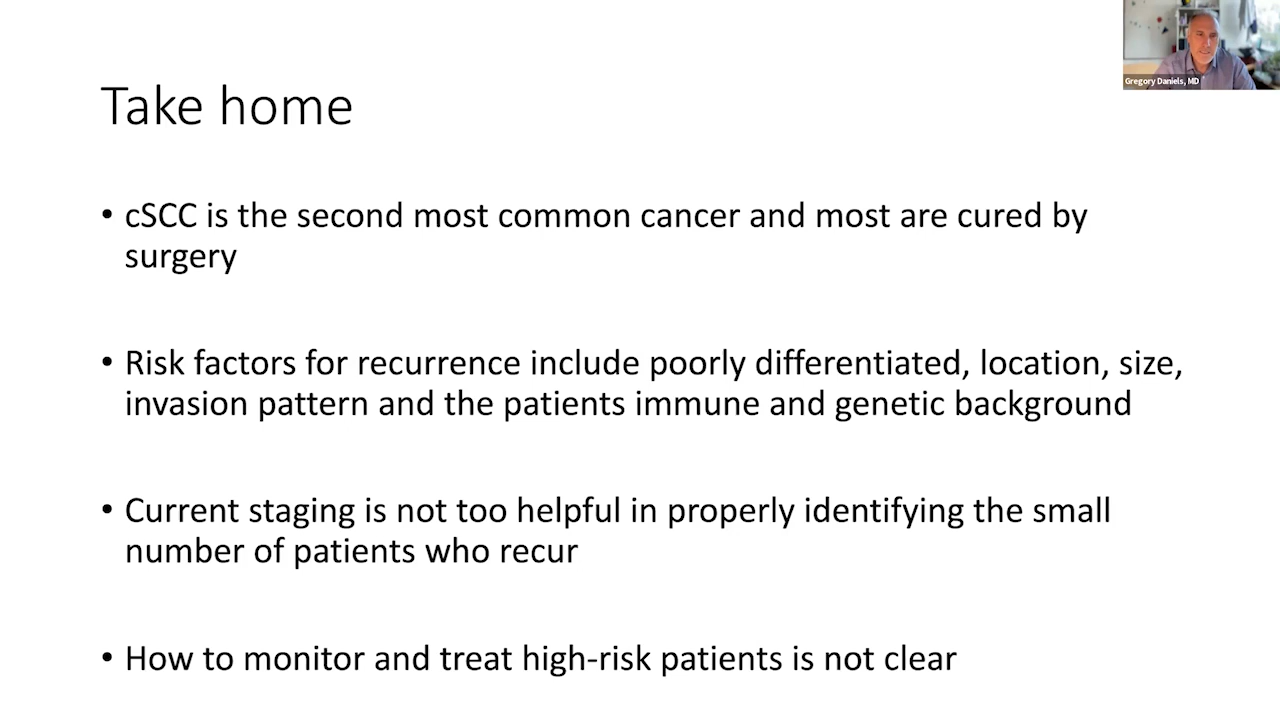 Gregory Daniels, MD
Take home
• cSCC is the second most common cancer and most are cured by
surgery
• Risk factors for recurrence include poorly differentiated, location, size,
invasion pattern and the patients immune and genetic background
• Current staging is not too helpful in properly identifying the small
number of patients who recur
• How to monitor and treat high-risk patients is not clear